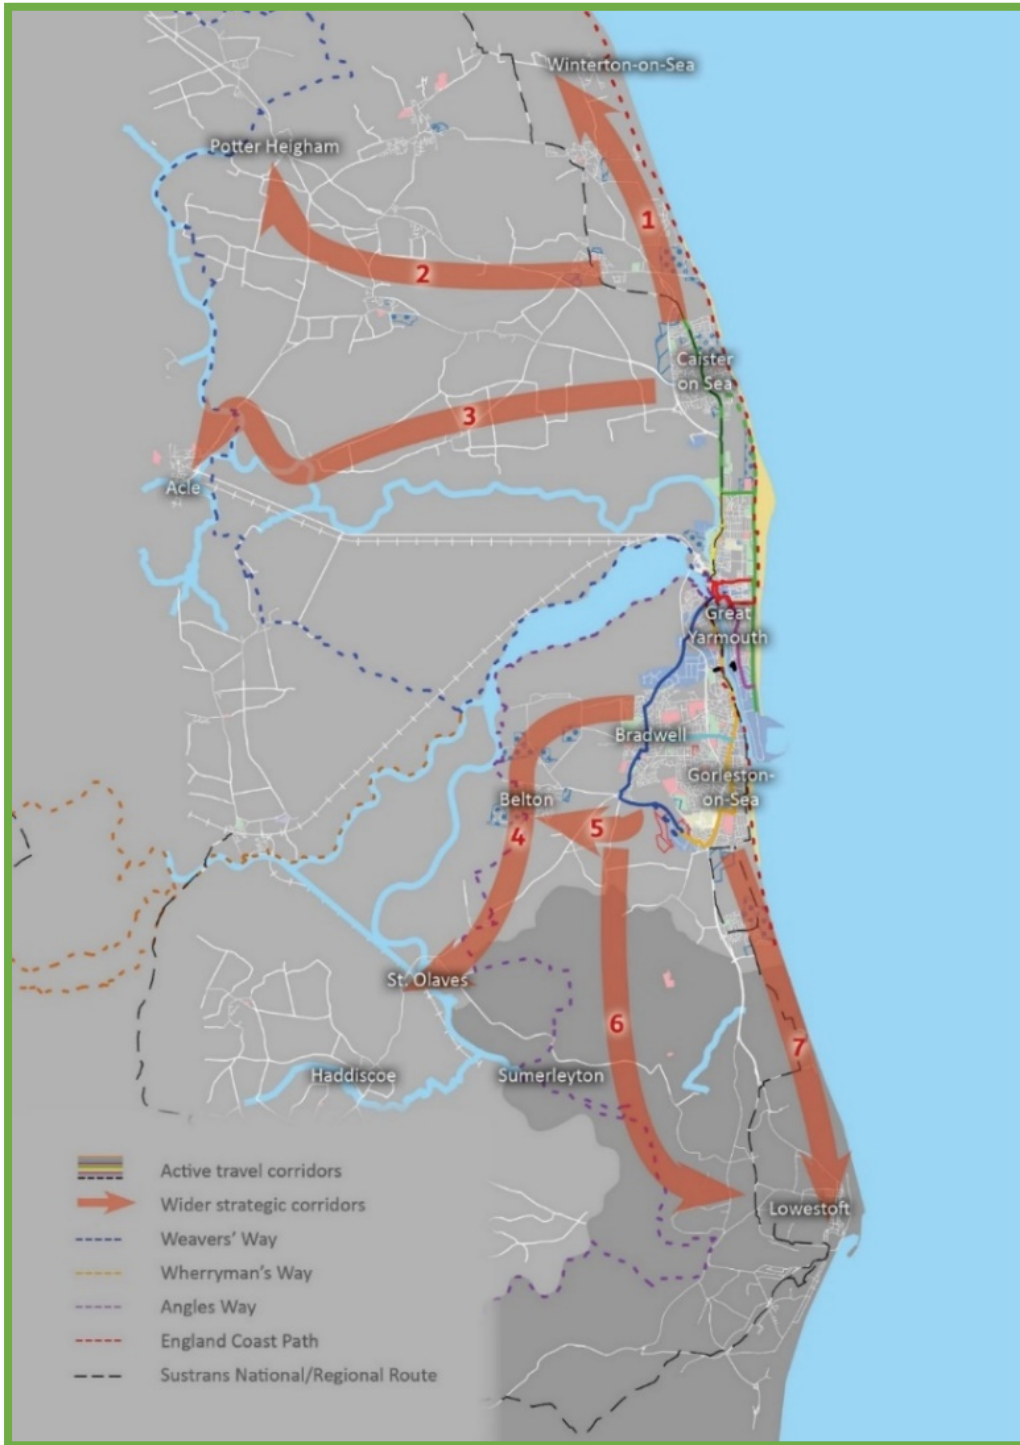 Winterton-on-Sea
Potter Heigham
1
2
Caister
on Sea
3
Acle
Great
Yarmouth
Bradwell
Gorleston-
on-Sea
Belton
5
4
St. Olaves
6
7
Haddiscoe
Sumerleyton
Lowestoft
Active travel corridors
Wider strategic corridors
Weavers' Way
Wherryman's Way
Angles Way
England Coast Path
Sustrans National/Regional Route